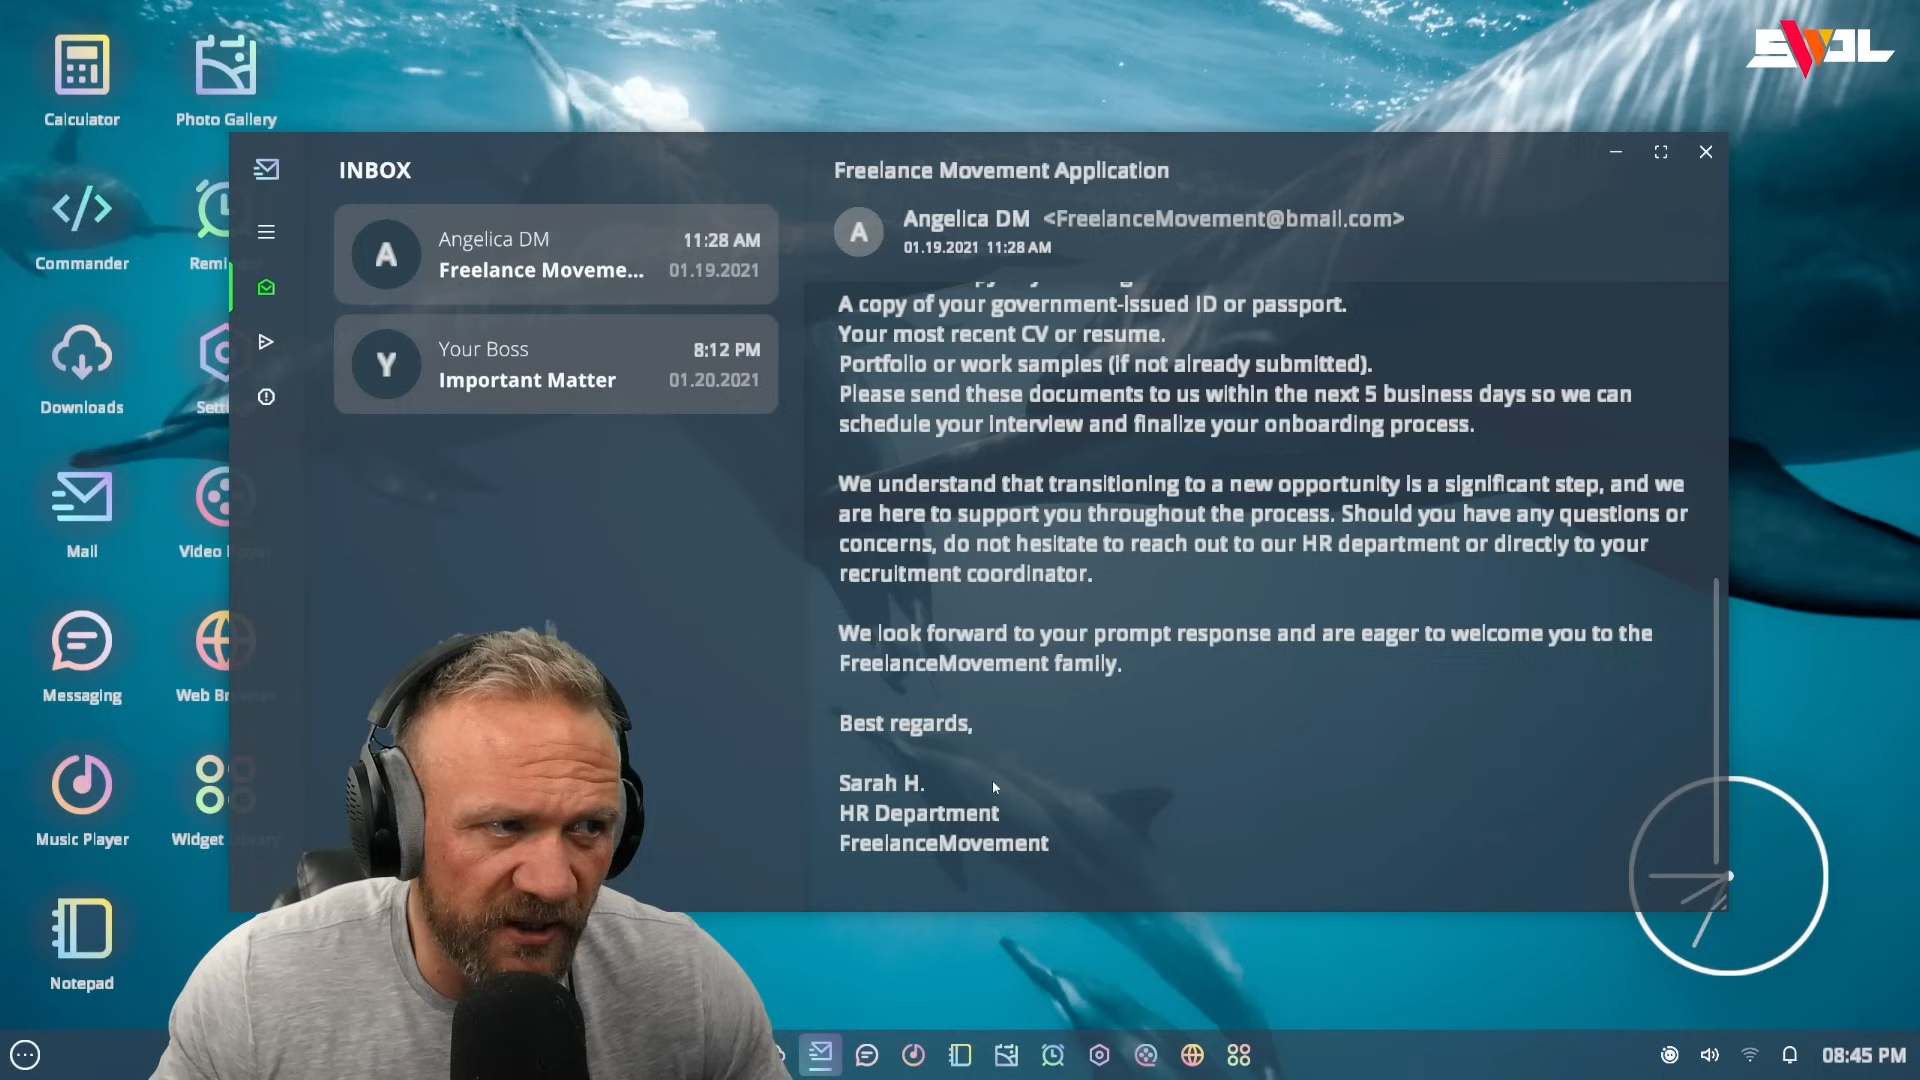 SWOL
Calculator
Photo Gallery
Commander
Downloads
Mail
Messaging
Music Player
Widget
Notepad
INBOX
A
Angelica DM
11:28 AM
Freelance Moveme...
01.19.2021
Y
Your Boss
8:12 PM
Important Matter
01.20.2021
Freelance Movement Application
A
Angelica DM <FreelanceMovement@bmail.com>
01.19.2021 11:28 AM
A copy of your government-issued ID or passport.
Your most recent CV or resume.
Portfolio or work samples (if not already submitted).
Please send these documents to us within the next 5 business days so we can
schedule your interview and finalize your onboarding process.
We understand that transitioning to a new opportunity is a significant step, and we
are here to support you throughout the process. Should you have any questions or
concerns, do not hesitate to reach out to our HR department or directly to your
recruitment coordinator.
We look forward to your prompt response and are eager to welcome you to the
FreelanceMovement family.
Best regards,
Sarah H.
HR Department
FreelanceMovement
08:45 PM